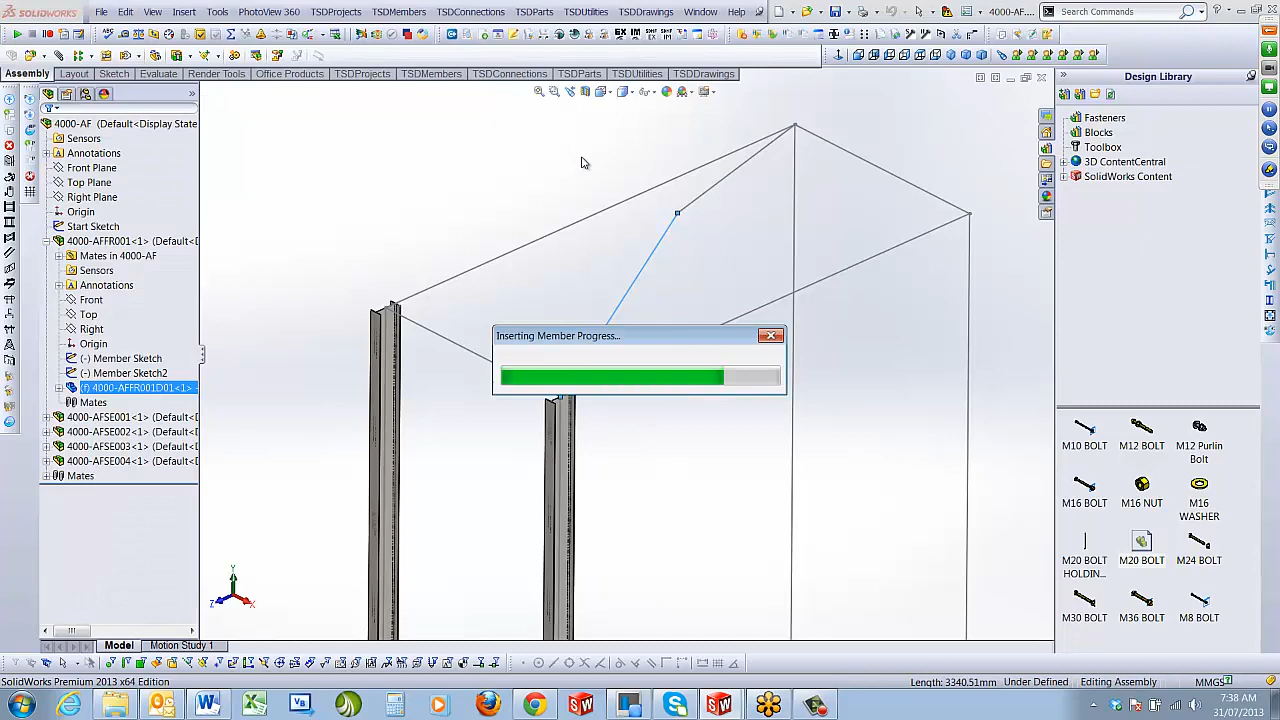 SOLIDWORKS File Edit View Insert Tools PhotoView 360 TSDProjects TSDMembers TSDConnections TSDParts TSDUtilities TSDDrawings Window Help 4000-AF.... Search Commands
Assembly Layout Sketch Evaluate Render Tools Office Products TSDProjects TSDMembers TSDConnections TSDParts TSDUtilities TSDDrawings
Design Library
4000-AF (Default<Display State
Sensors
Annotations
Front Plane
Top Plane
Right Plane
Origin
Start Sketch
4000-AFFR001<1> (Default<D
Mates in 4000-AF
Sensors
Annotations
Front
Top
Right
Origin
(-) Member Sketch
(-) Member Sketch2
(f) 4000-AFFR001D01<1>
Mates
4000-AFSE001<1> (Default<D
4000-AFSE002<1> (Default<D
4000-AFSE003<1> (Default<D
4000-AFSE004<1> (Default<D
Mates
Inserting Member Progress...
Y
Z X
Fasteners
Blocks
Toolbox
3D ContentCentral
SolidWorks Content
M10 BOLT M12 BOLT M12 Purlin Bolt
M16 BOLT M16 NUT M16 WASHER
M20 BOLT HOLDIN... M20 BOLT M24 BOLT
M30 BOLT M36 BOLT M8 BOLT
Model Motion Study 1
SolidWorks Premium 2013 x64 Edition Length: 3340.51mm Under Defined Editing Assembly MMGS
7:38 AM
31/07/2013